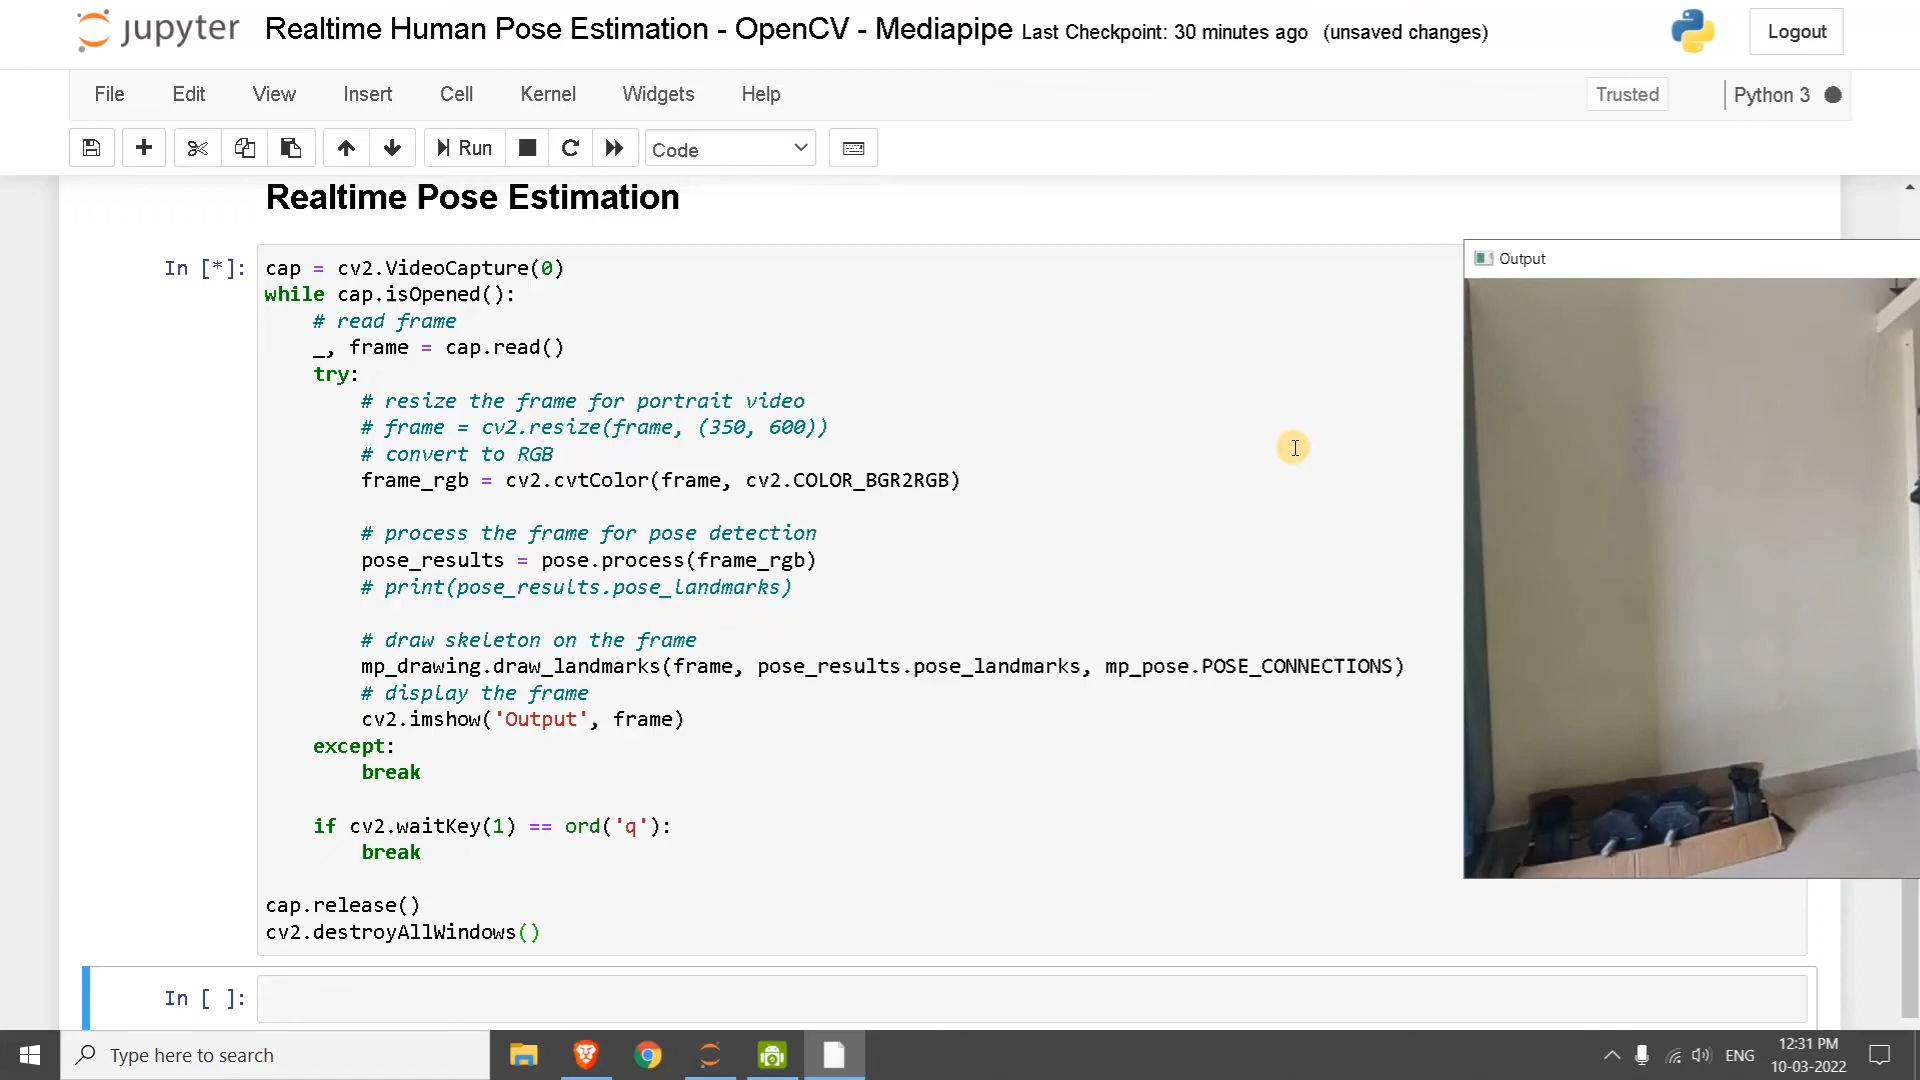 jupyter Realtime Human Pose Estimation - OpenCV - Mediapipe Last Checkpoint: 30 minutes ago (unsaved changes) Logout
File Edit View Insert Cell Kernel Widgets Help Trusted Python 3
Run Code
Realtime Pose Estimation
In [*]: cap = cv2.VideoCapture(0)
while cap.isOpened():
# read frame
_, frame = cap.read()
try:
# resize the frame for portrait video
# frame = cv2.resize(frame, (350, 600))
# convert to RGB
frame_rgb = cv2.cvtColor(frame, cv2.COLOR_BGR2RGB)
# process the frame for pose detection
pose_results = pose.process(frame_rgb)
# print(pose_results.pose_landmarks)
# draw skeleton on the frame
mp_drawing.draw_landmarks(frame, pose_results.pose_landmarks, mp_pose.POSE_CONNECTIONS)
# display the frame
cv2.imshow('Output', frame)
except:
break
if cv2.waitKey(1) == ord('q'):
break
cap.release()
cv2.destroyAllWindows()
Output
In [ ]:
Type here to search
ENG
12:31 PM
10-03-2022